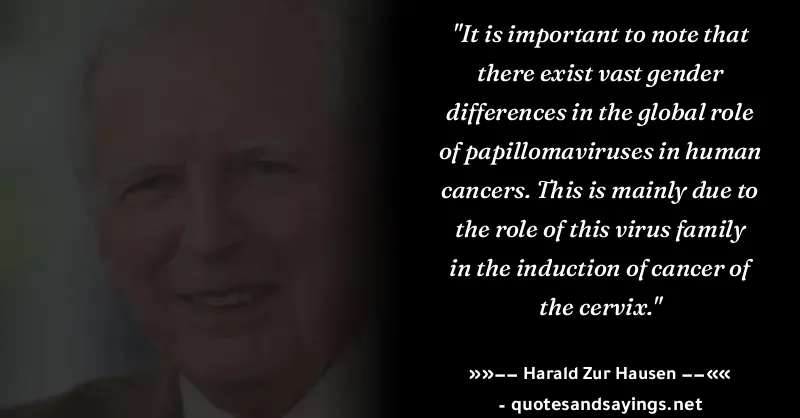 "It is important to note that
there exist vast gender
differences in the global role
of papillomaviruses in human
cancers. This is mainly due to
the role of this virus family
in the induction of cancer of
the cervix."
»»–– Harald Zur Hausen ––««
- quotesandsayings.net